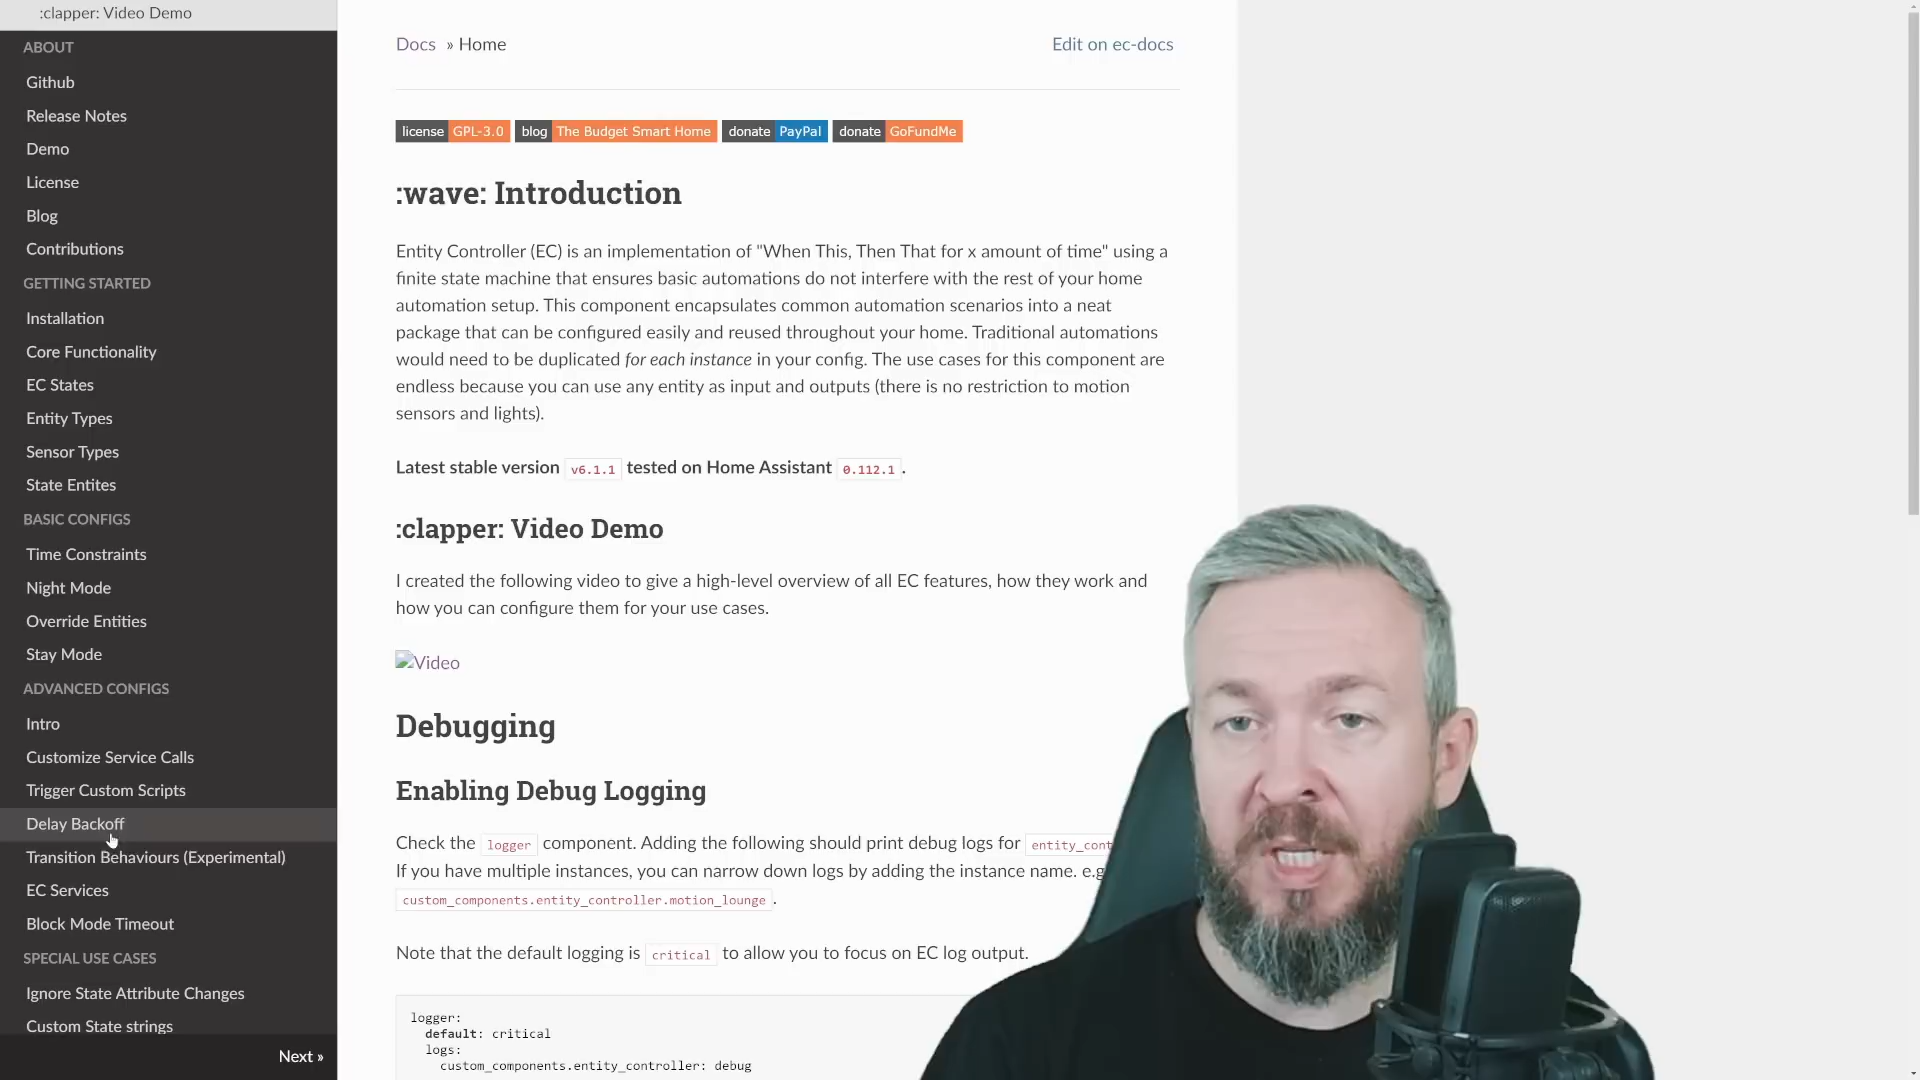 :clapper: Video Demo
ABOUT
Github
Release Notes
Demo
License
Blog
Contributions
GETTING STARTED
Installation
Core Functionality
EC States
Entity Types
Sensor Types
State Entites
BASIC CONFIGS
Time Constraints
Night Mode
Override Entities
Stay Mode
ADVANCED CONFIGS
Intro
Customize Service Calls
Trigger Custom Scripts
Delay Backoff
Transition Behaviours (Experimental)
EC Services
Block Mode Timeout
SPECIAL USE CASES
Ignore State Attribute Changes
Custom State strings
Next »
Docs » Home
Edit on ec-docs
license GPL-3.0 blog The Budget Smart Home donate PayPal donate GoFundMe
:wave: Introduction
Entity Controller (EC) is an implementation of "When This, Then That for x amount of time" using a
finite state machine that ensures basic automations do not interfere with the rest of your home
automation setup. This component encapsulates common automation scenarios into a neat
package that can be configured easily and reused throughout your home. Traditional automations
would need to be duplicated for each instance in your config. The use cases for this component are
endless because you can use any entity as input and outputs (there is no restriction to motion
sensors and lights).
Latest stable version v6.1.1 tested on Home Assistant 0.112.1.
:clapper: Video Demo
I created the following video to give a high-level overview of all EC features, how they work and
how you can configure them for your use cases.
Video
Debugging
Enabling Debug Logging
Check the logger component. Adding the following should print debug logs for entity_cont
If you have multiple instances, you can narrow down logs by adding the instance name. e.g
custom_components.entity_controller.motion_lounge.
Note that the default logging is critical to allow you to focus on EC log output.
logger:
default: critical
logs:
custom_components.entity_controller: debug